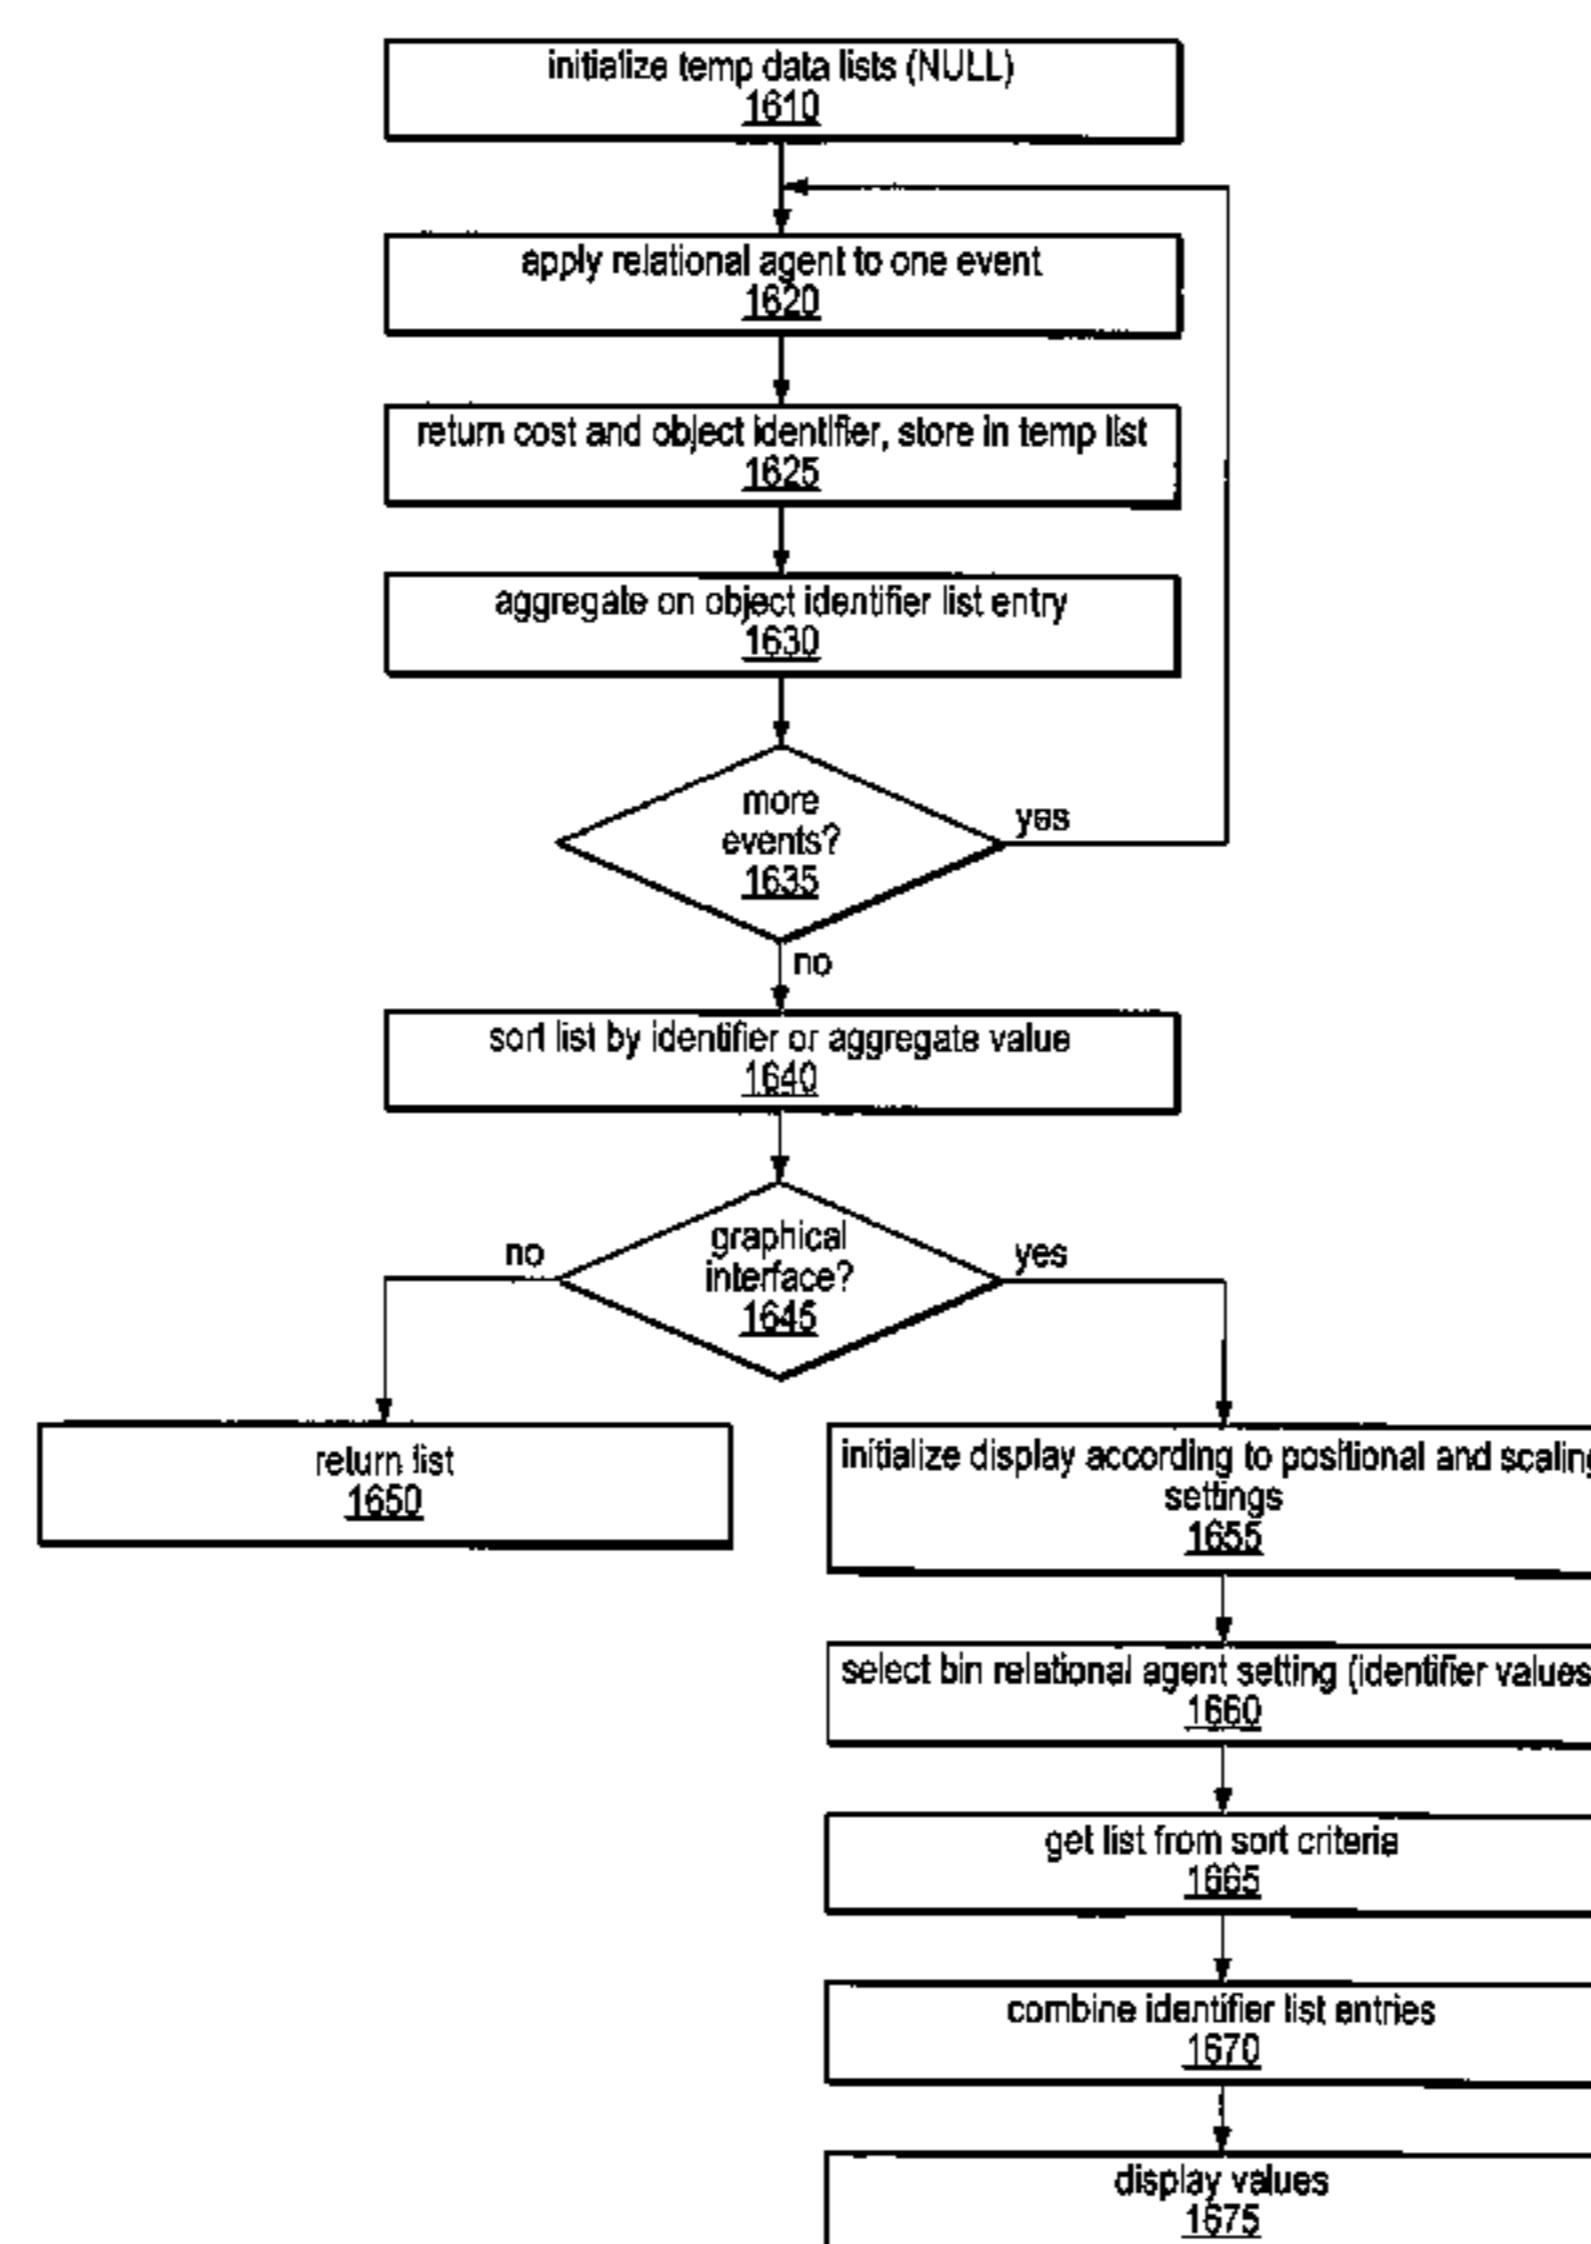 initialize temp data lists (NULL)
1610
apply relational agent to one event
1620
return cost and object identifier, store in temp list
1625
aggregate on object identifier list entry
1630
more
events?
1635
yes
no
sort list by identifier or aggregate value
1640
graphical
interface?
1645
no
yes
return list
1650
initialize display according to positional and scaling
settings
1655
select bin relational agent setting (identifier values
1660
get list from sort criteria
1665
combine identifier list entries
1670
display values
1675